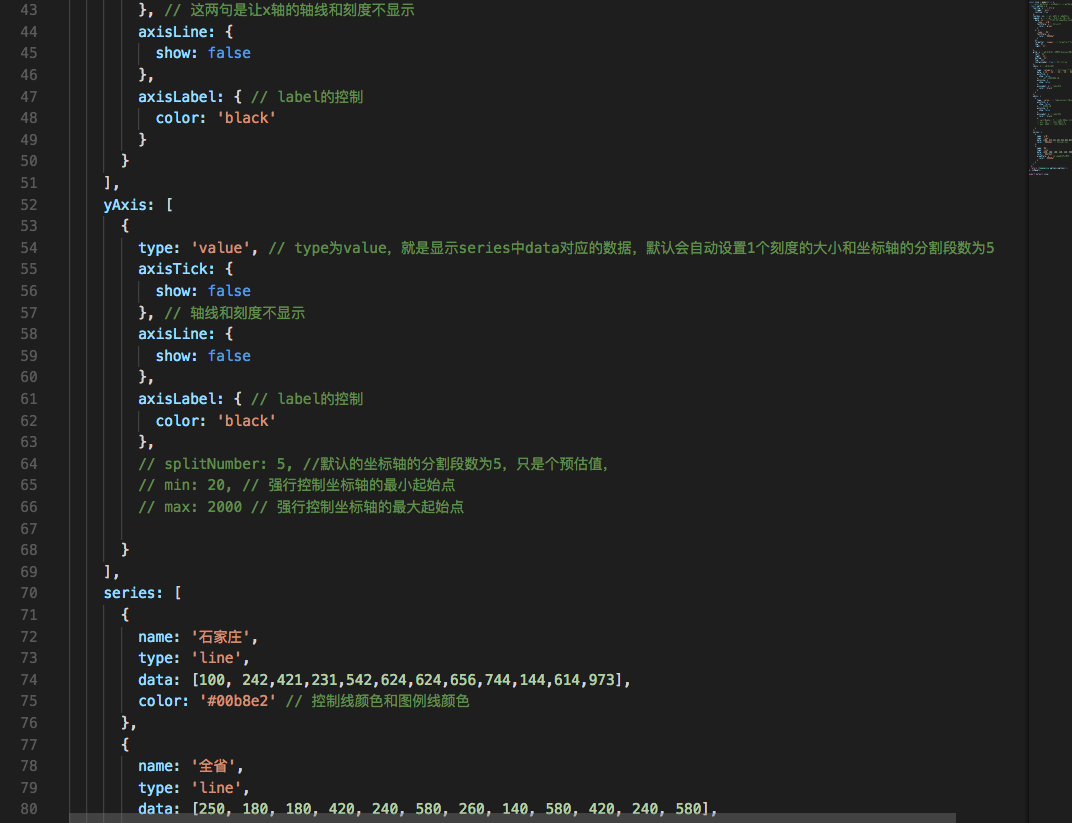 43 }, // 这两句是让x轴的轴线和刻度不显示
44 axisLine: {
45 show: false
46 },
47 axisLabel: { // label的控制
48 color: 'black'
49 }
50 }
51 ],
52 yAxis: [
53 {
54 type: 'value', // type为value，就是显示series中data对应的数据，默认会自动设置1个刻度的大小和坐标轴的分割段数为5
55 axisTick: {
56 show: false
57 }, // 轴线和刻度不显示
58 axisLine: {
59 show: false
60 },
61 axisLabel: { // label的控制
62 color: 'black'
63 },
64 // splitNumber: 5, //默认的坐标轴的分割段数为5，只是个预估值，
65 // min: 20, // 强行控制坐标轴的最小起始点
66 // max: 2000 // 强行控制坐标轴的最大起始点
67
68 }
69 ],
70 series: [
71 {
72 name: '石家庄',
73 type: 'line',
74 data: [100, 242,421,231,542,624,624,656,744,144,614,973],
75 color: '#00b8e2' // 控制线颜色和图例线颜色
76 },
77 {
78 name: '全省',
79 type: 'line',
80 data: [250, 180, 180, 420, 240, 580, 260, 140, 580, 420, 240, 580],